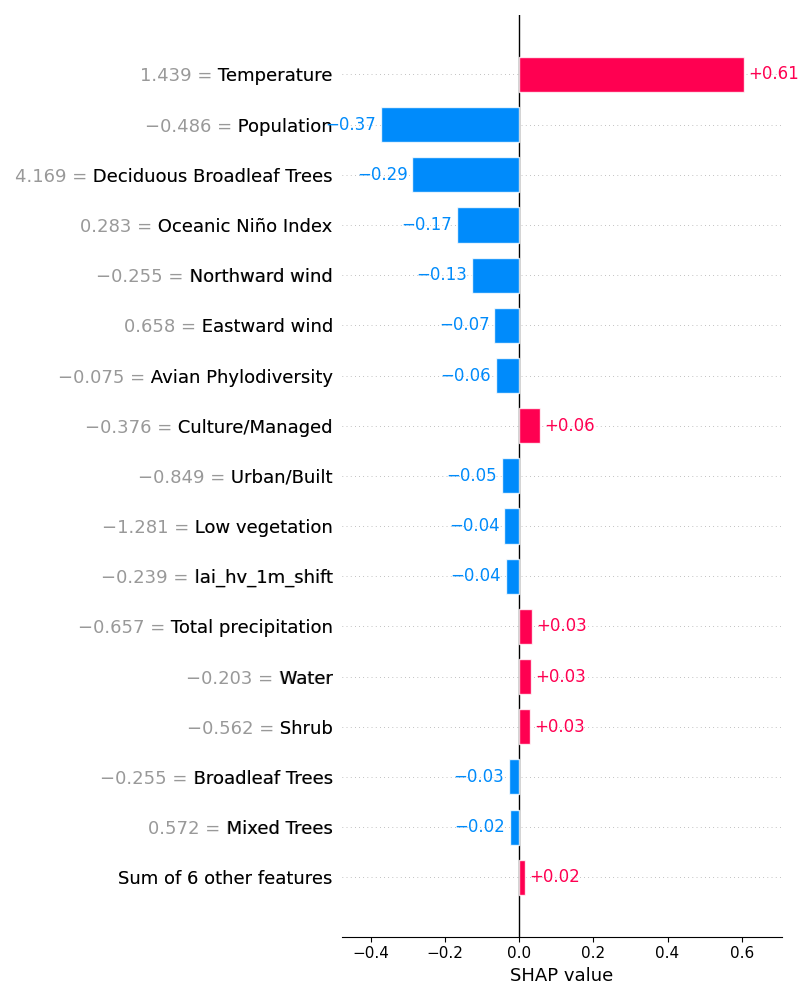 1.439 = Temperature +0.61
−0.486 = Population −0.37
4.169 = Deciduous Broadleaf Trees −0.29
0.283 = Oceanic Niño Index −0.17
−0.255 = Northward wind −0.13
0.658 = Eastward wind −0.07
−0.075 = Avian Phylodiversity −0.06
−0.376 = Culture/Managed +0.06
−0.849 = Urban/Built −0.05
−1.281 = Low vegetation −0.04
−0.239 = lai_hv_1m_shift −0.04
−0.657 = Total precipitation +0.03
−0.203 = Water +0.03
−0.562 = Shrub +0.03
−0.255 = Broadleaf Trees −0.03
0.572 = Mixed Trees −0.02
Sum of 6 other features +0.02
−0.4 −0.2 0.0 0.2 0.4 0.6
SHAP value